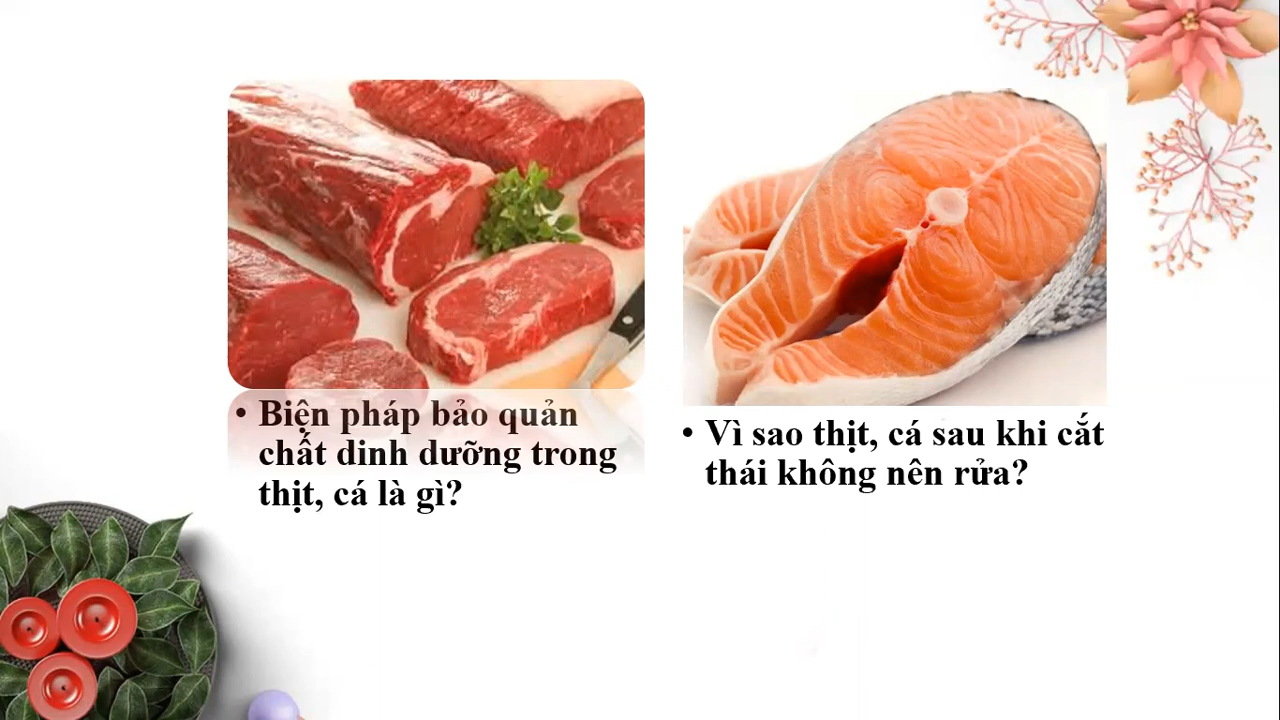 • Biện pháp bảo quản
chất dinh dưỡng trong
thịt, cá là gì?
• Vì sao thịt, cá sau khi cắt
thái không nên rửa?